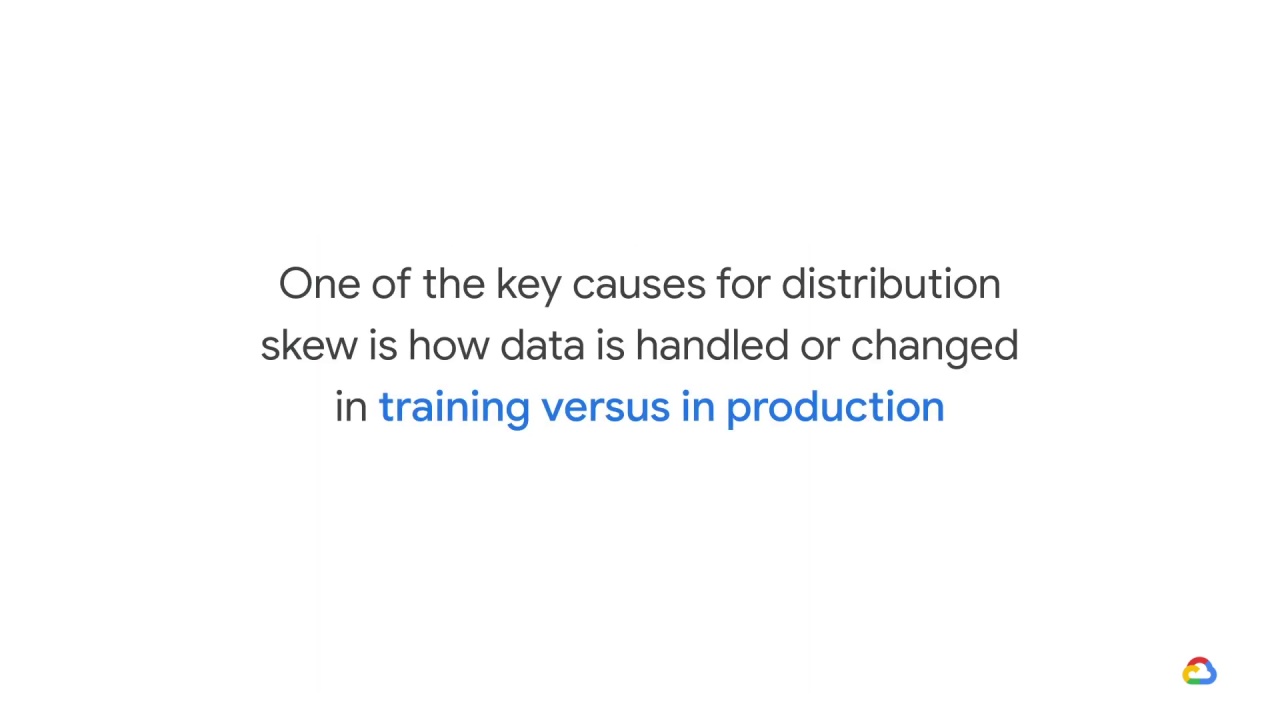 One of the key causes for distribution
skew is how data is handled or changed
in training versus in production